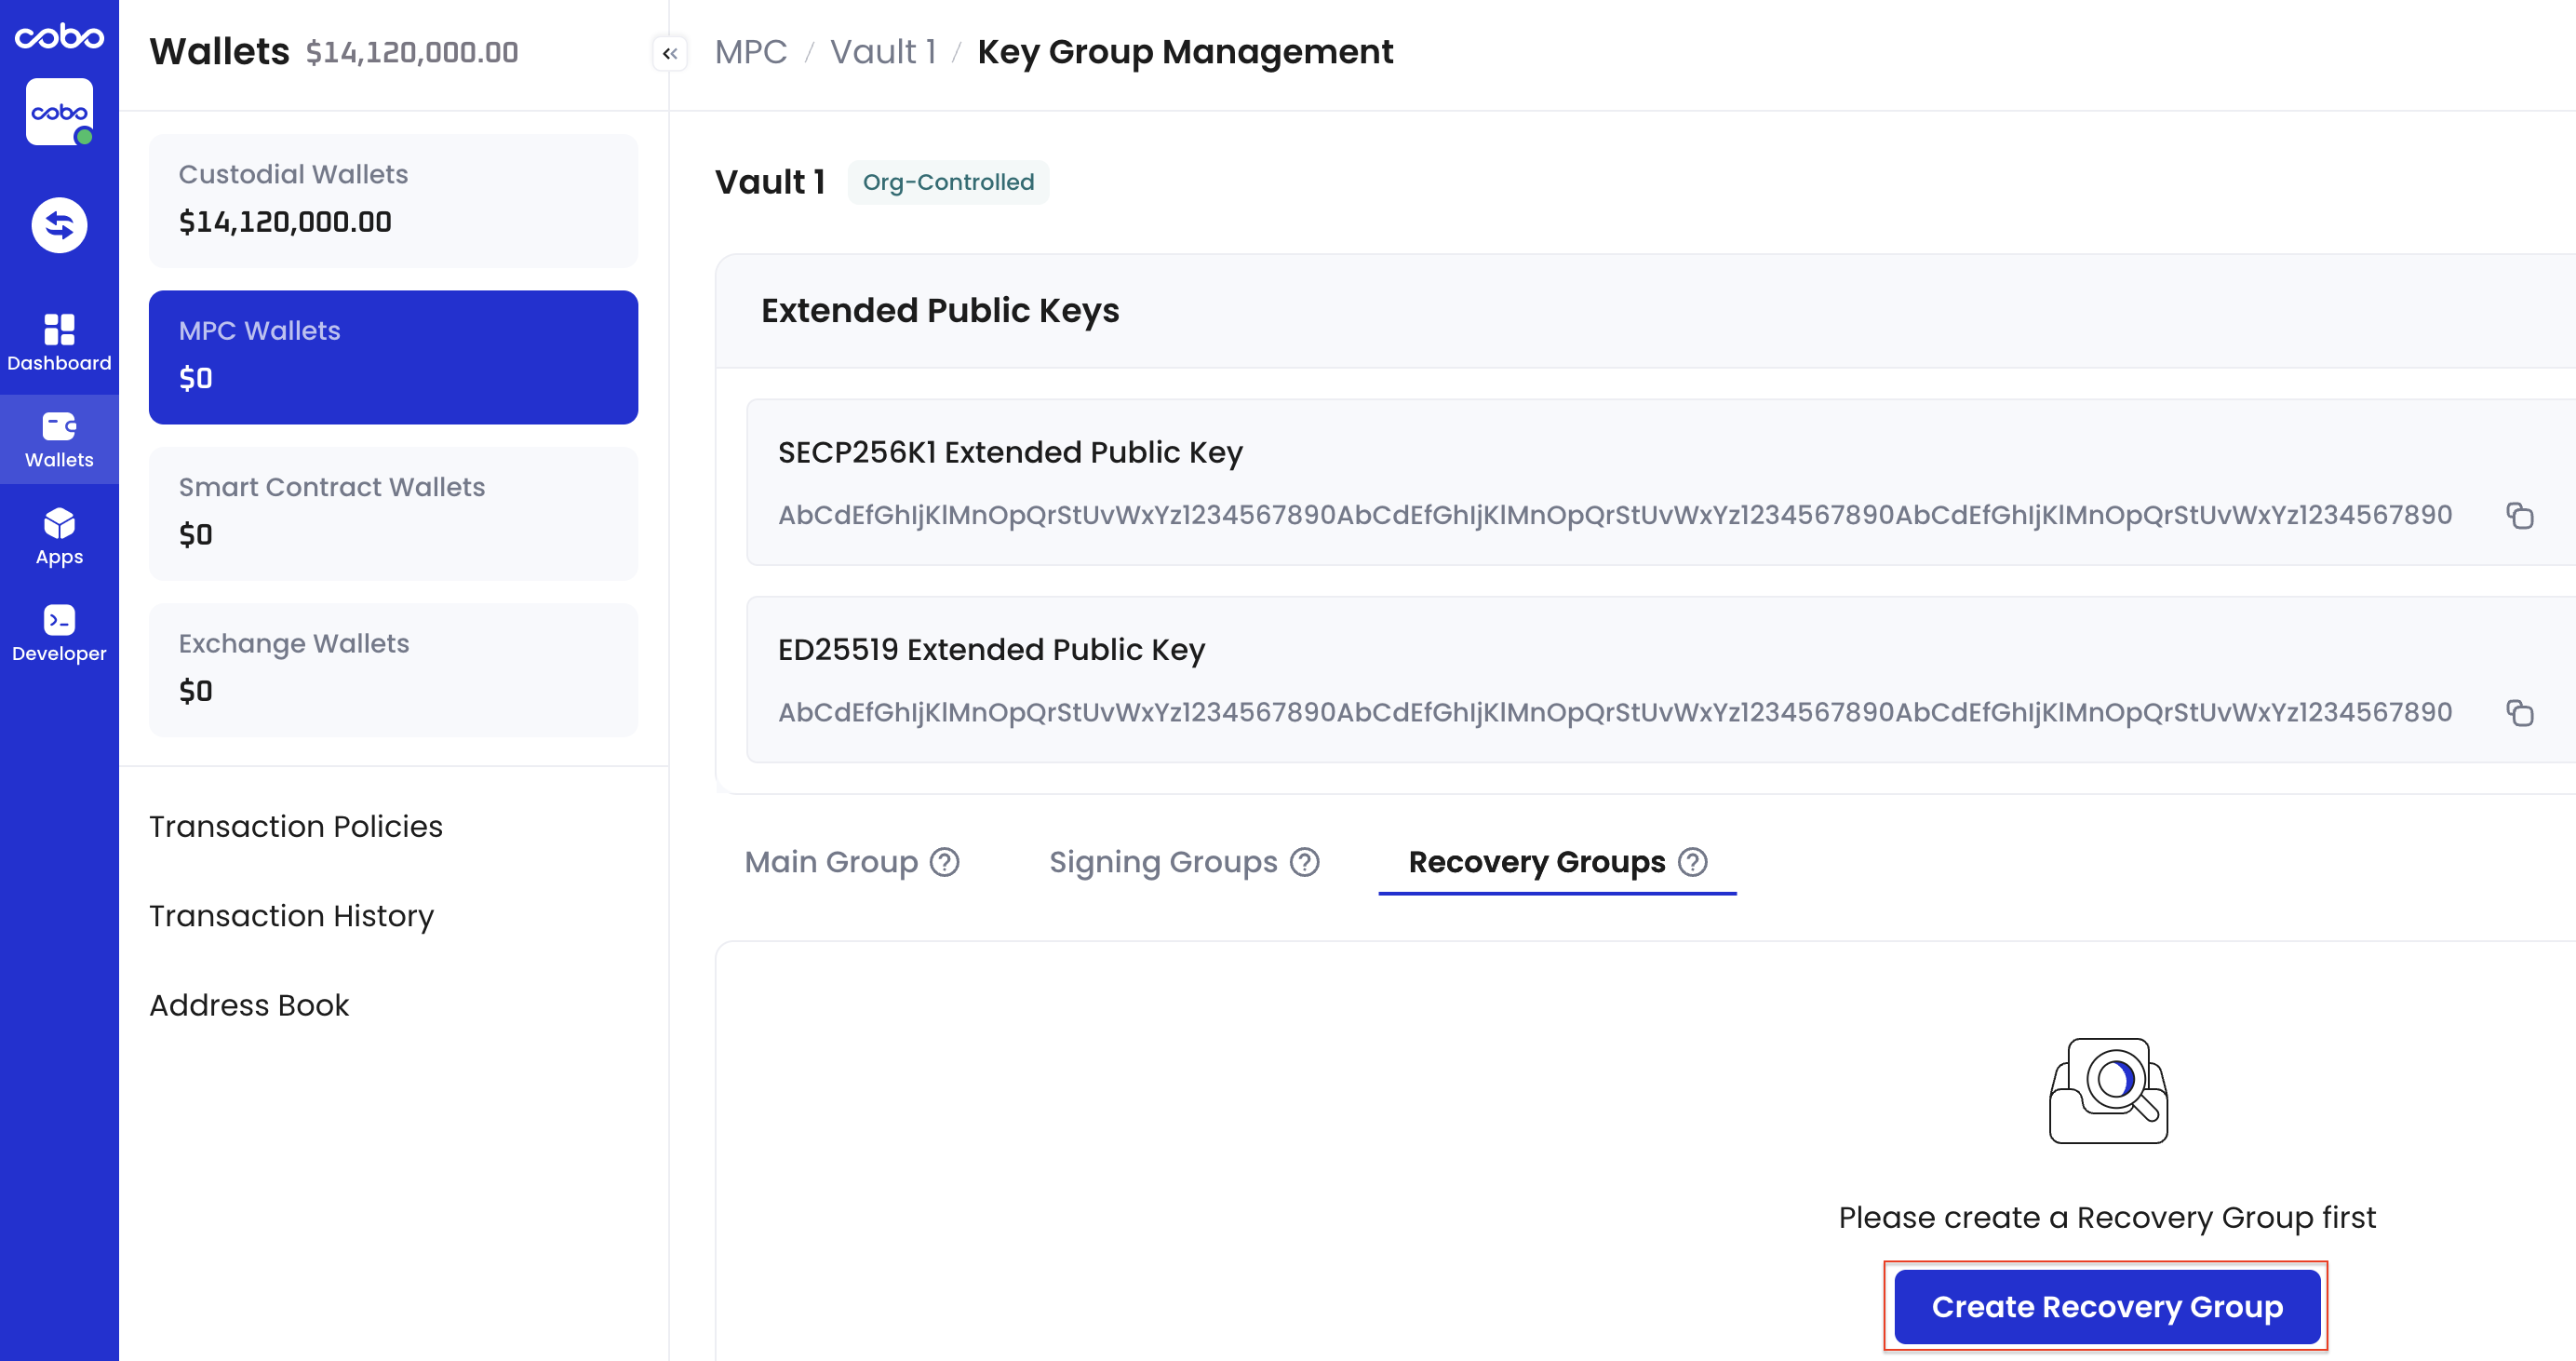 cobo
cobo
Dashboard
Wallets
Apps
Developer
Wallets $14,120,000.00
Custodial Wallets
$14,120,000.00
MPC Wallets
$0
Smart Contract Wallets
$0
Exchange Wallets
$0
Transaction Policies
Transaction History
Address Book
MPC / Vault 1 / Key Group Management
Vault 1 Org-Controlled
Extended Public Keys
SECP256K1 Extended Public Key
AbCdEfGhIjKlMnOpQrStUvWxYz1234567890AbCdEfGhIjKlMnOpQrStUvWxYz1234567890AbCdEfGhIjKlMnOpQrStUvWxYz1234567890
ED25519 Extended Public Key
AbCdEfGhIjKlMnOpQrStUvWxYz1234567890AbCdEfGhIjKlMnOpQrStUvWxYz1234567890AbCdEfGhIjKlMnOpQrStUvWxYz1234567890
Main Group ? Signing Groups ? Recovery Groups ?
Please create a Recovery Group first
Create Recovery Group